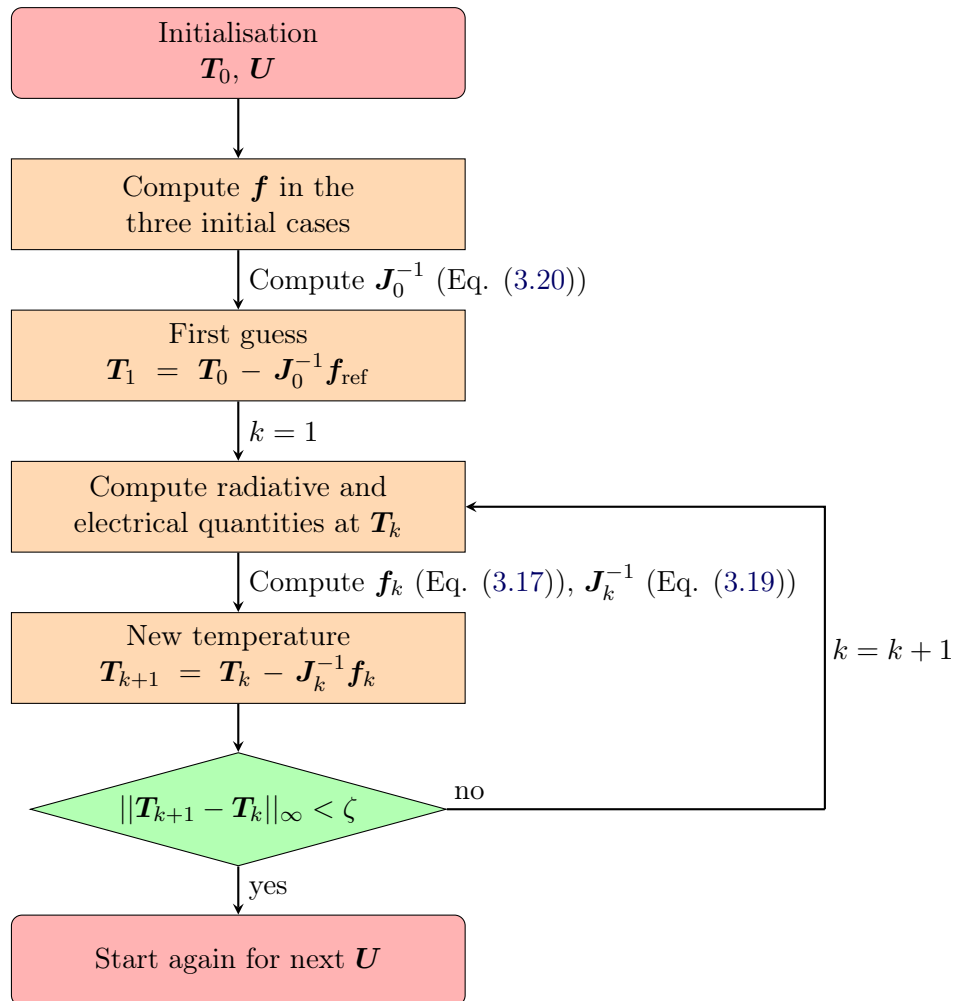 Initialisation
T₀, U
Compute f in the
three initial cases
Compute J₀⁻¹ (Eq. (3.20))
First guess
T₁ = T₀ − J₀⁻¹f_ref
k = 1
Compute radiative and
electrical quantities at Tₖ
Compute fₖ (Eq. (3.17)), Jₖ⁻¹ (Eq. (3.19))
New temperature
Tₖ₊₁ = Tₖ − Jₖ⁻¹fₖ
k = k + 1
||Tₖ₊₁ − Tₖ||_∞ < ζ
no
yes
Start again for next U